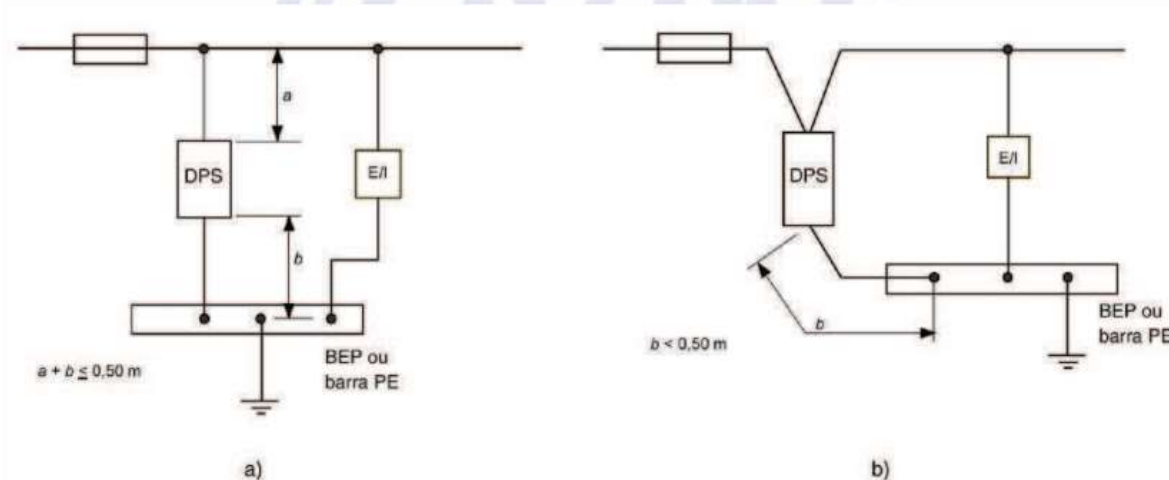 a
DPS
E/I
b
BEP ou
barra PE
a + b ≤ 0,50 m
a)
DPS
E/I
b
BEP ou
barra PE
b < 0,50 m
b)